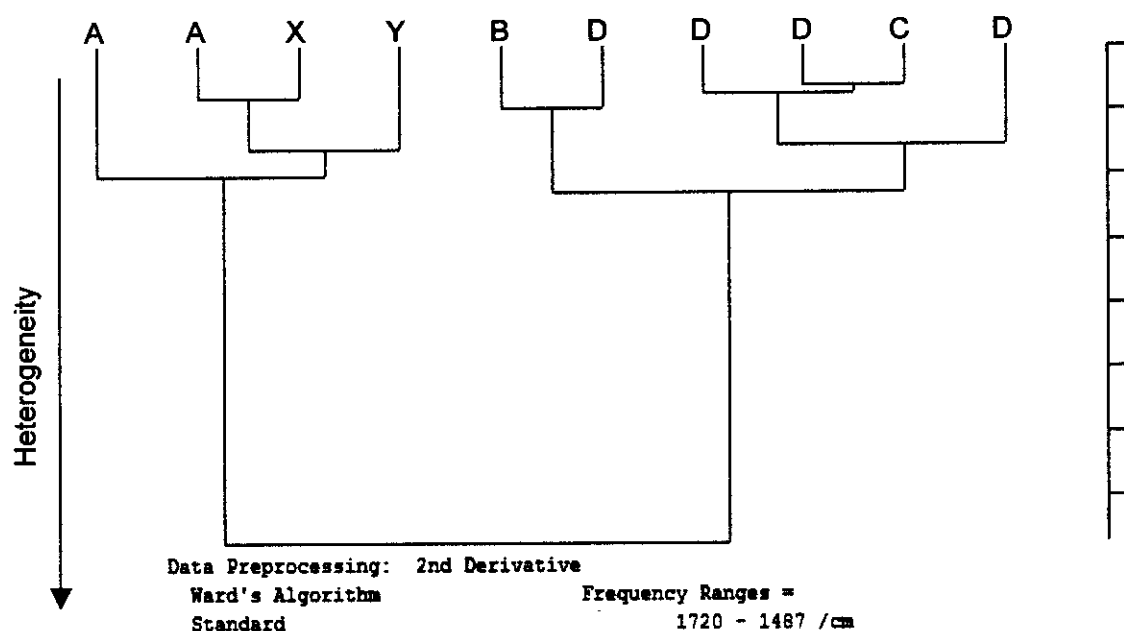 A A X Y B D D D C D
Heterogeneity
Data Preprocessing: 2nd Derivative
Ward's Algorithm
Standard
Frequency Ranges =
1720 - 1487 /cm